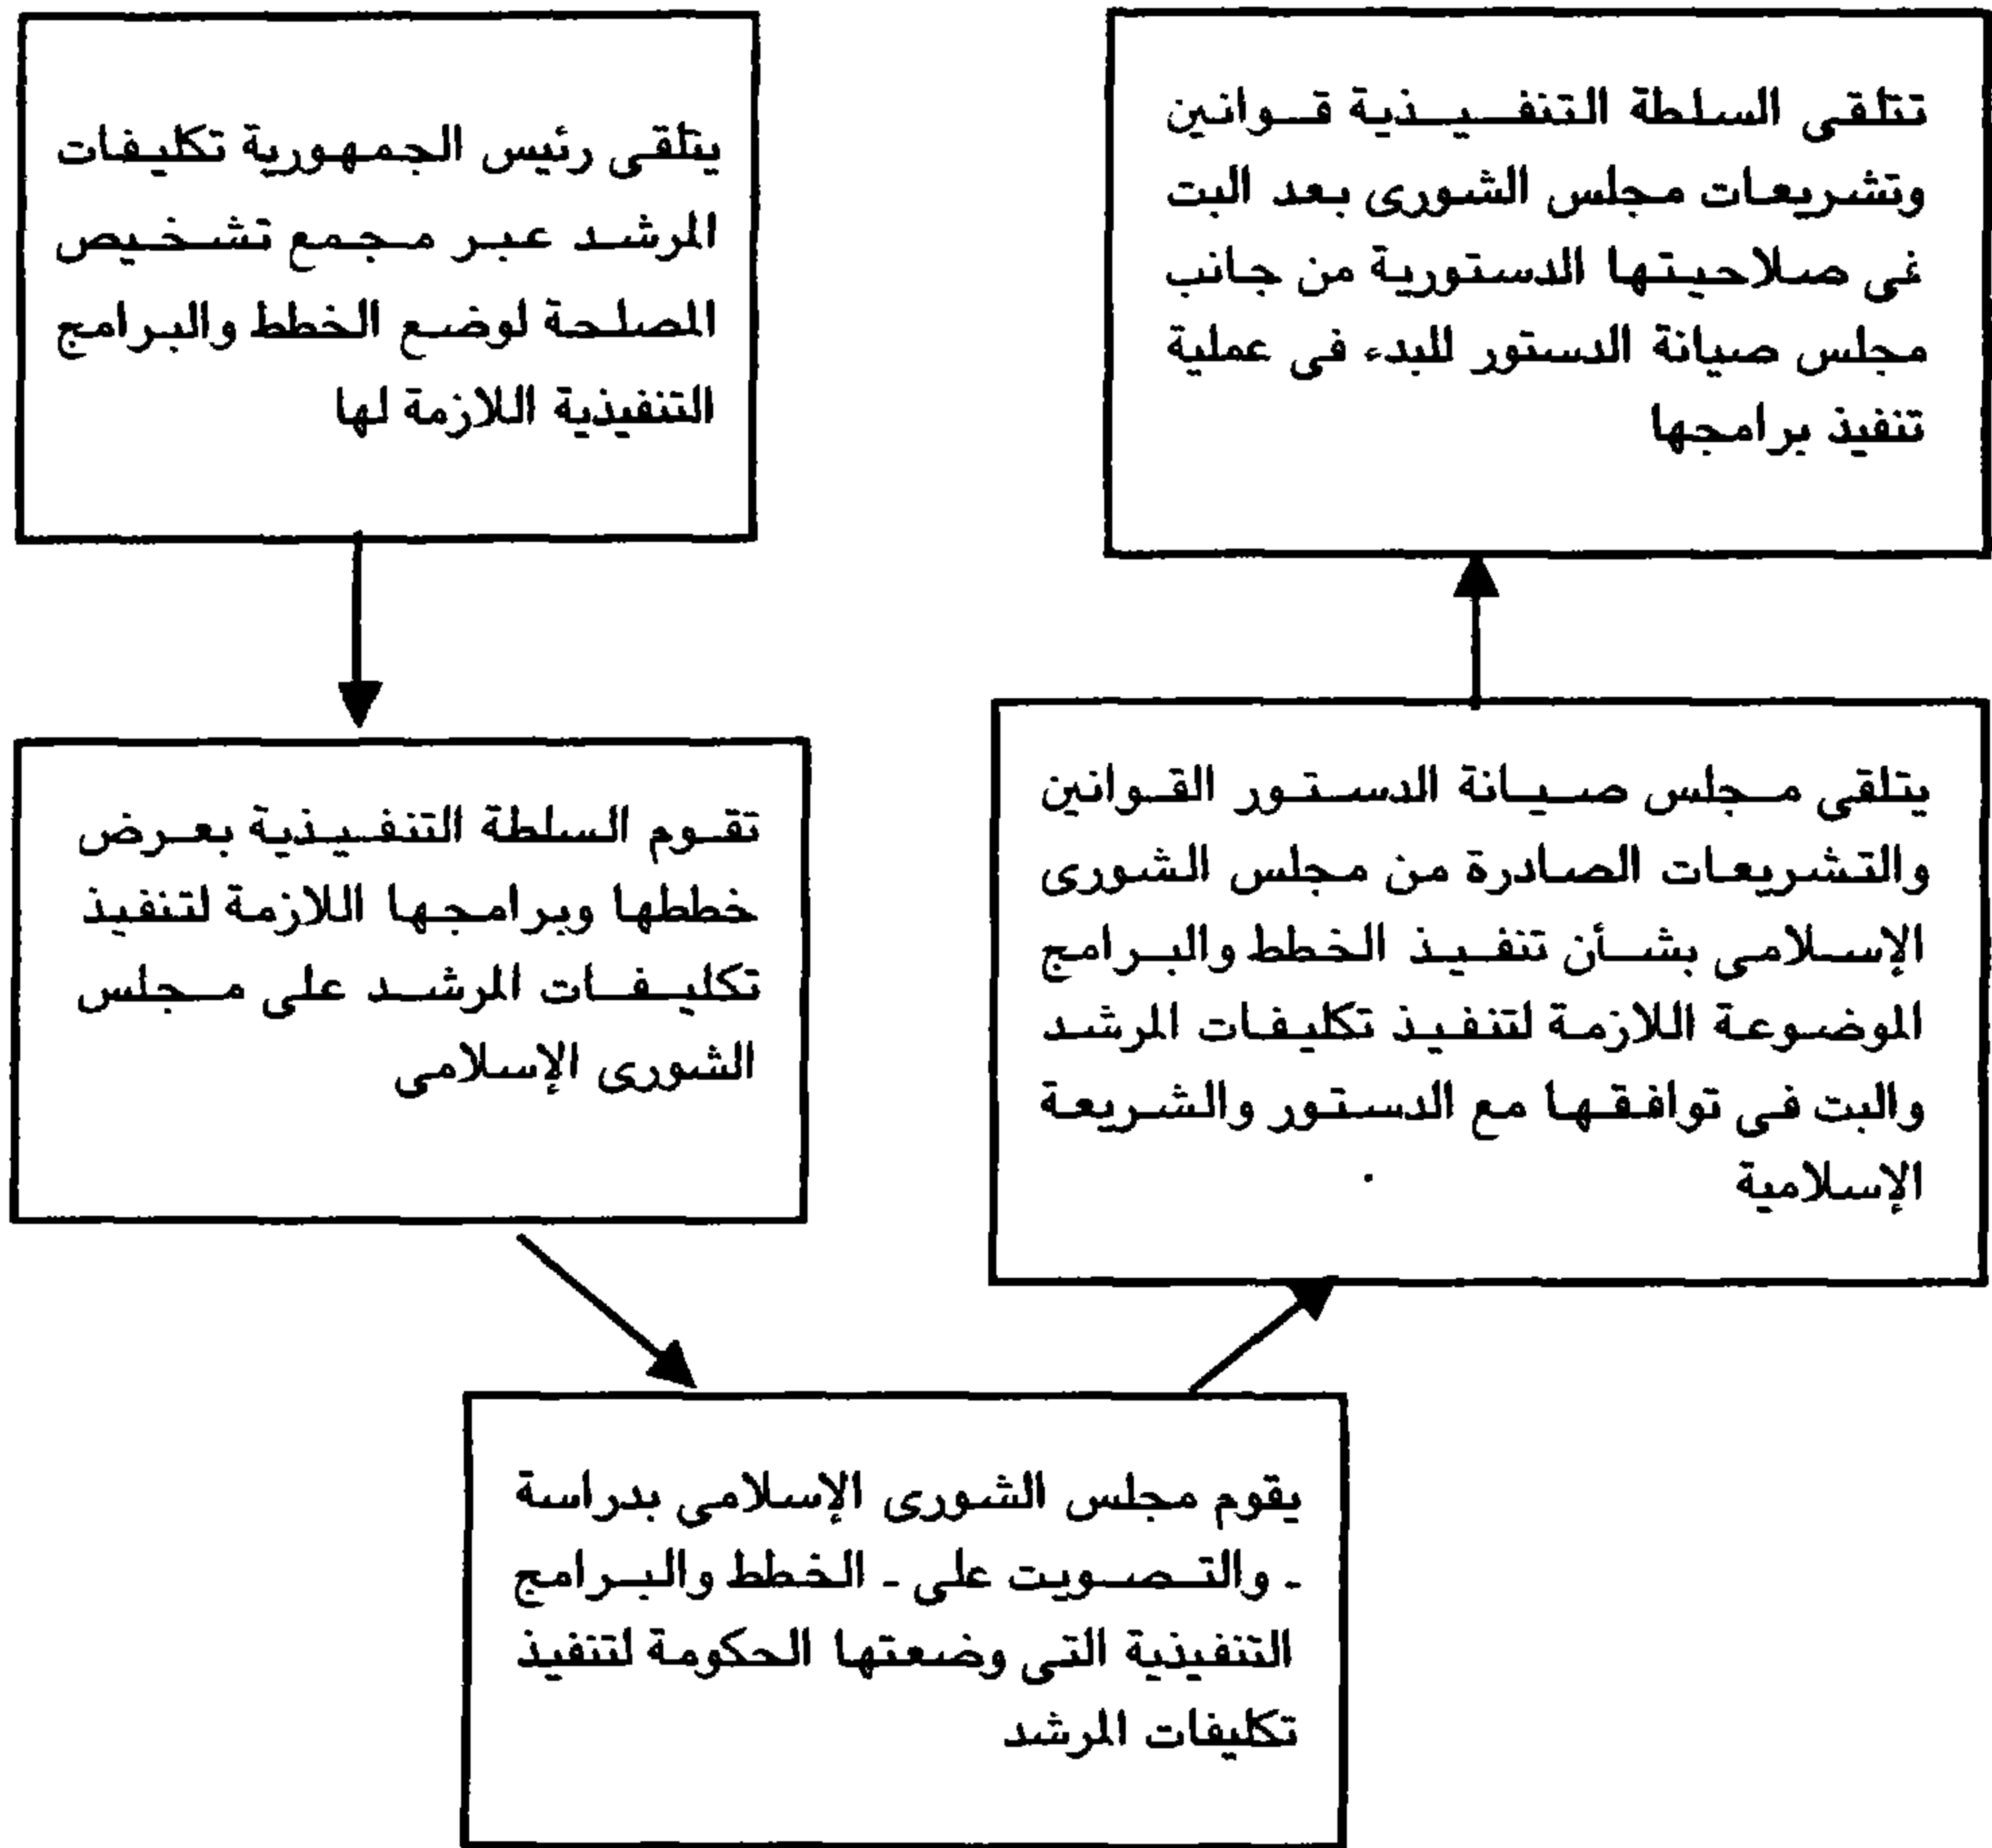 يتلقى رئيس الجمهورية تكليفات
المرشد عبر مجمع تشخيص
المصلحة لوضع الخطط والبرامج
التنفيذية اللازمة لها
تقوم السلطة التنفيذية بعرض
خططها وبرامجها اللازمة لتنفيذ
تكليفات المرشد على مجلس
الشورى الإسلامى
يقوم مجلس الشورى الإسلامى بدراسة
- والتصويت على - الخطط والبرامج
التنفيذية التى وضعتها الحكومة لتنفيذ
تكليفات المرشد
يتلقى مجلس صيانة الدستور القوانين
والتشريعات الصادرة من مجلس الشورى
الإسلامى بشأن تنفيذ الخطط والبرامج
الموضوعة اللازمة لتنفيذ تكليفات المرشد
والبت فى توافقها مع الدستور والشريعة
الإسلامية
تتلقى السلطة التنفيذية قوانين
وتشريعات مجلس الشورى بعد البت
غى صلاحيتها الدستورية من جانب
مجلس صيانة الدستور للبدء فى عملية
تنفيذ برامجها